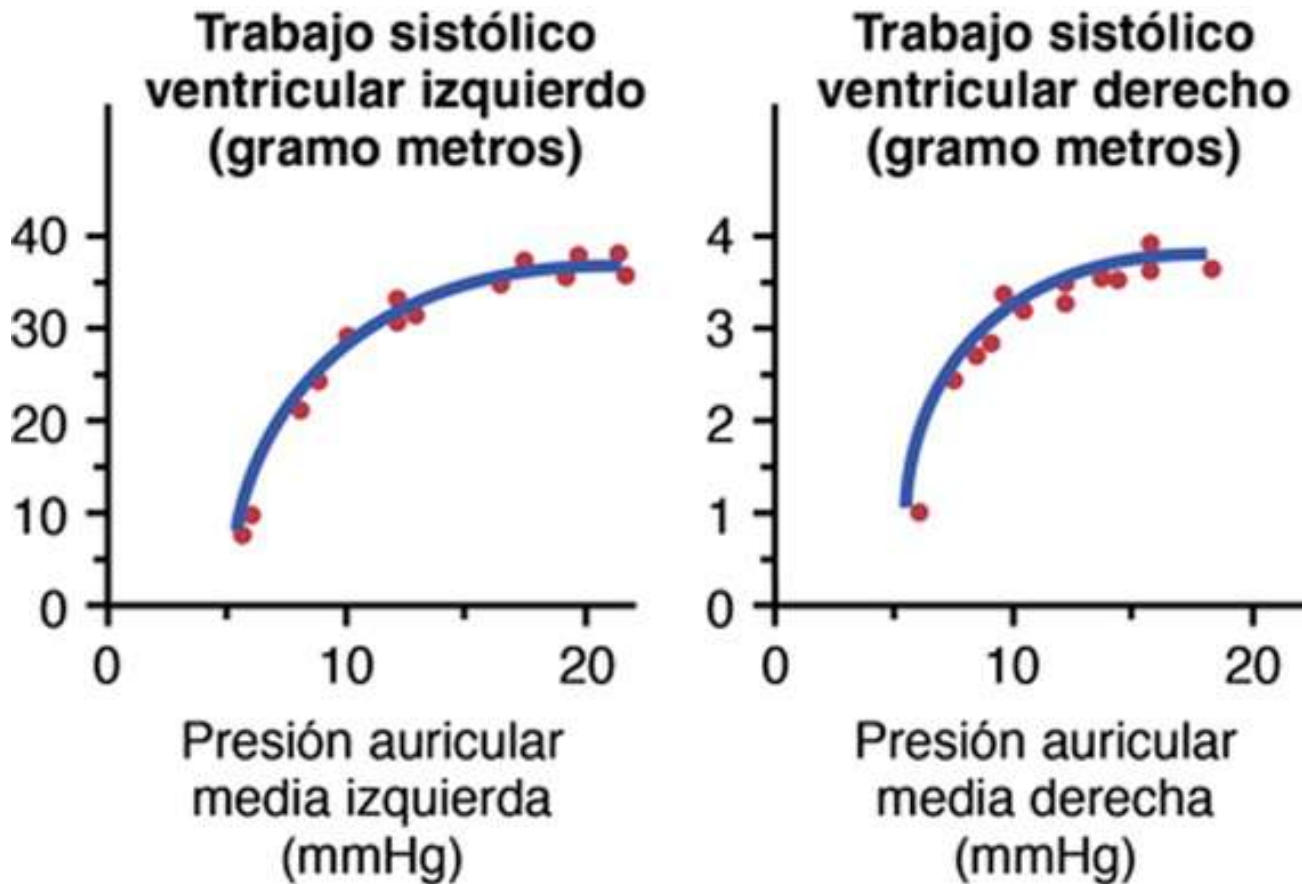 Trabajo sistólico
ventricular izquierdo
(gramo metros)
40
30
20
10
0
0 10 20
Presión auricular
media izquierda
(mmHg)
Trabajo sistólico
ventricular derecho
(gramo metros)
4
3
2
1
0
0 10 20
Presión auricular
media derecha
(mmHg)